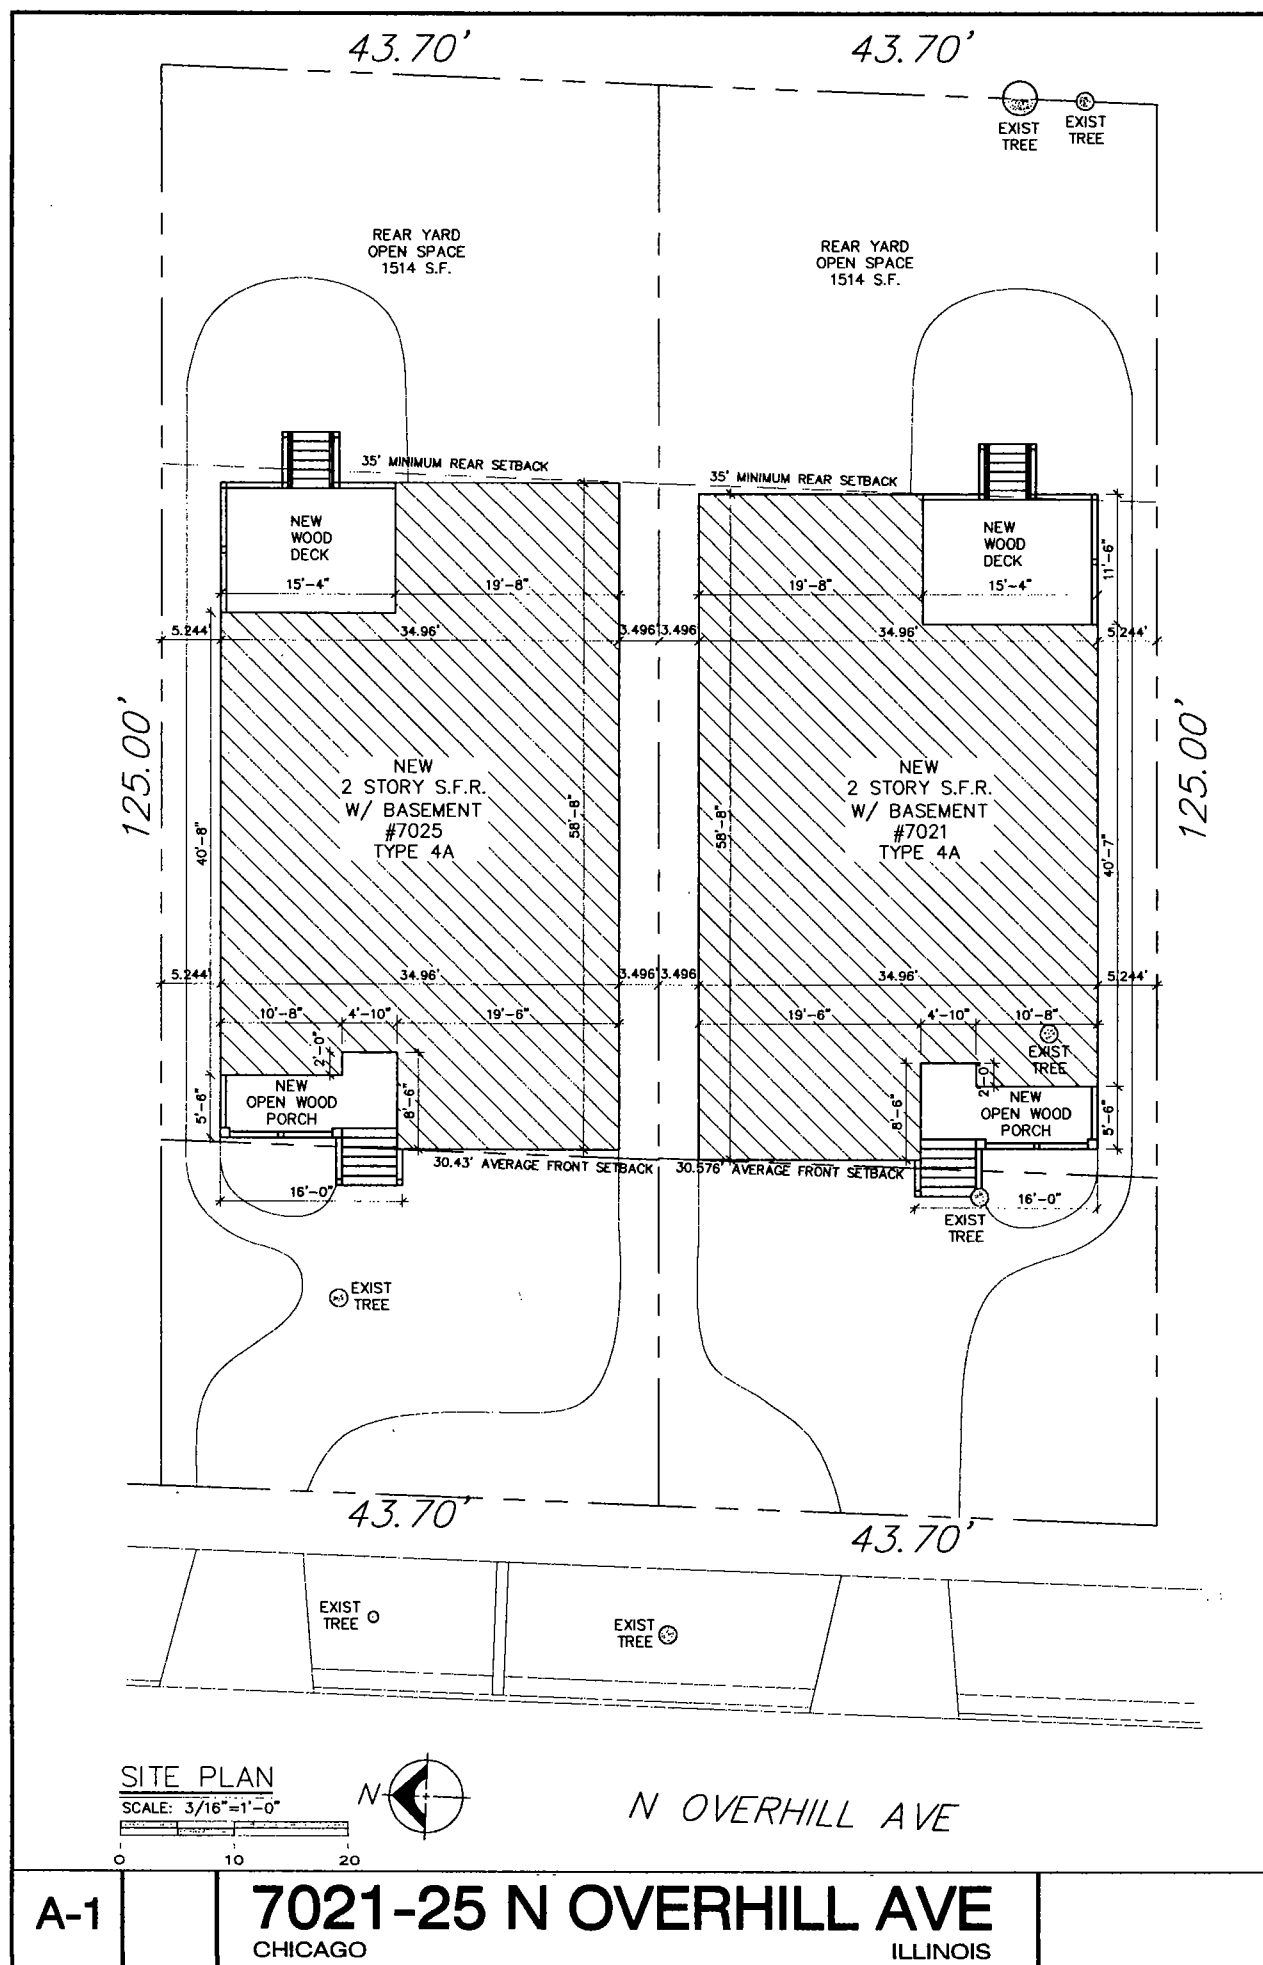 43.70'
43.70'
EXIST
TREE
EXIST
TREE
REAR YARD
OPEN SPACE
1514 S.F.
REAR YARD
OPEN SPACE
1514 S.F.
35' MINIMUM REAR SETBACK
35' MINIMUM REAR SETBACK
NEW
WOOD
DECK
NEW
WOOD
DECK
11'-6"
15'-4"
19'-8"
19'-8"
15'-4"
5.244'
34.96'
3.496'
3.496'
34.96'
5.244'
125.00'
40'-8"
NEW
2 STORY S.F.R.
W/ BASEMENT
#7025
TYPE 4A
58'-8"
58'-8"
NEW
2 STORY S.F.R.
W/ BASEMENT
#7021
TYPE 4A
40'-7"
125.00'
5.244'
34.96'
3.496'
3.496'
34.96'
5.244'
10'-8"
4'-10"
19'-6"
19'-6"
4'-10"
10'-8"
EXIST
TREE
2'-0"
2'-0"
5'-6"
NEW
OPEN WOOD
PORCH
8'-6"
8'-6"
NEW
OPEN WOOD
PORCH
5'-6"
30.43' AVERAGE FRONT SETBACK
30.576' AVERAGE FRONT SETBACK
16'-0"
16'-0"
EXIST
TREE
EXIST
TREE
43.70'
43.70'
EXIST
TREE
EXIST
TREE
SITE PLAN
SCALE: 3/16"=1'-0"
0 10 20
N
N OVERHILL AVE
A-1
7021-25 N OVERHILL AVE
CHICAGO
ILLINOIS